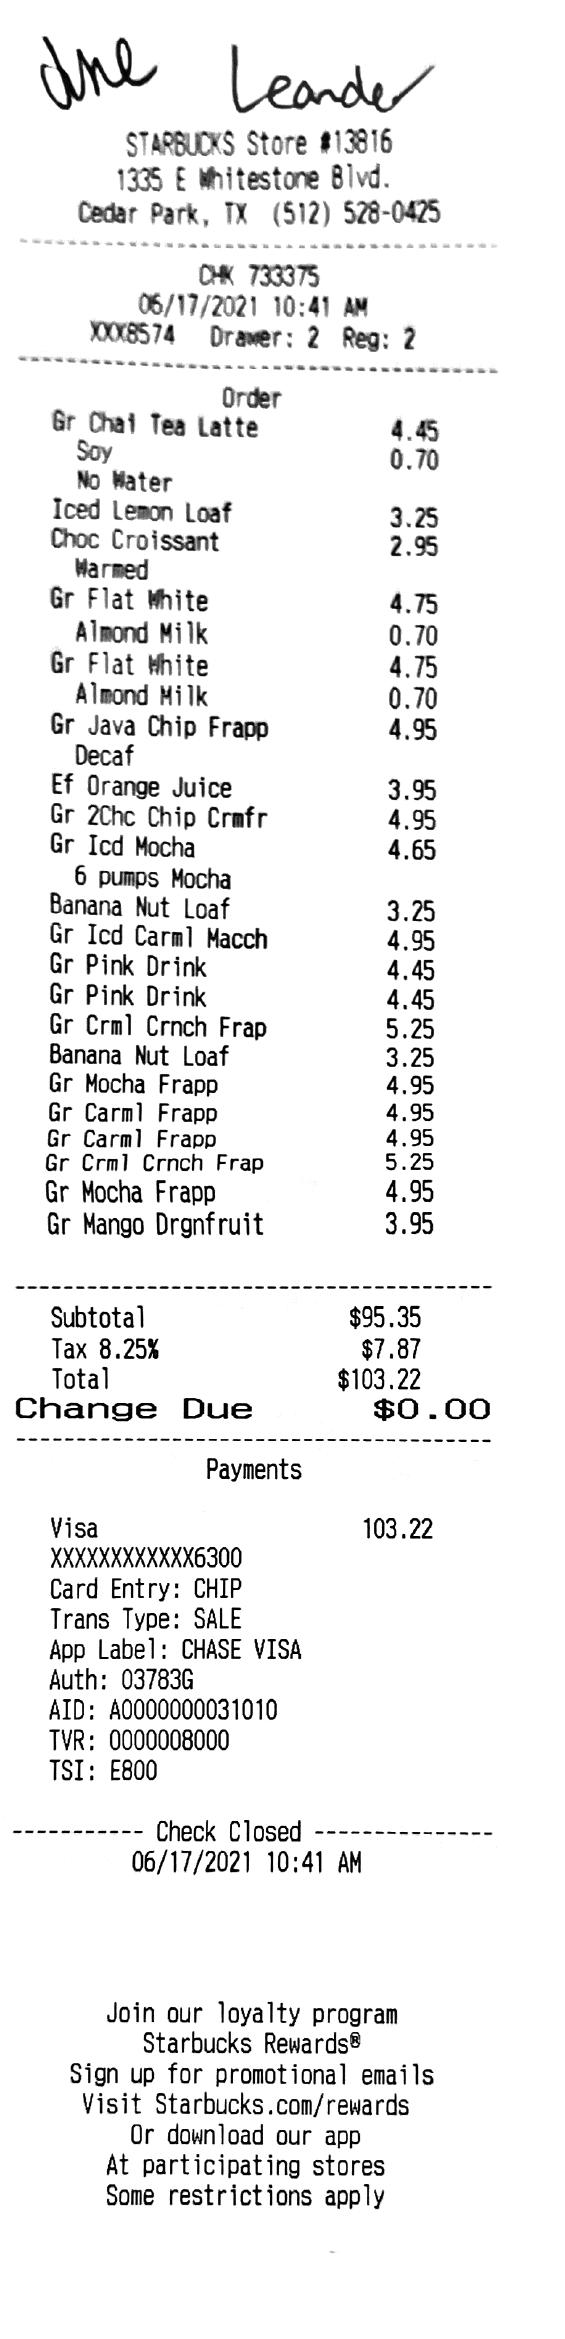 Leander
STARBUCKS Store #13816
1335 E Whitestone Blvd.
Cedar Park, TX (512) 528-0425
CHK 733375
06/17/2021 10:41 AM
XXX8574 Drawer: 2 Reg: 2
Order
Gr Chai Tea Latte 4.45
Soy 0.70
No Water
Iced Lemon Loaf 3.25
Choc Croissant 2.95
Warmed
Gr Flat White 4.75
Almond Milk 0.70
Gr Flat White 4.75
Almond Milk 0.70
Gr Java Chip Frapp 4.95
Decaf
Ef Orange Juice 3.95
Gr 2Chc Chip Crmfr 4.95
Gr Icd Mocha 4.65
6 pumps Mocha
Banana Nut Loaf 3.25
Gr Icd Carml Macch 4.95
Gr Pink Drink 4.45
Gr Pink Drink 4.45
Gr Crml Crnch Frap 5.25
Banana Nut Loaf 3.25
Gr Mocha Frapp 4.95
Gr Carml Frapp 4.95
Gr Carml Frapp 4.95
Gr Crml Crnch Frap 5.25
Gr Mocha Frapp 4.95
Gr Mango Drgnfruit 3.95
Subtotal $95.35
Tax 8.25% $7.87
Total $103.22
Change Due $0.00
Payments
Visa 103.22
XXXXXXXXXXXX6300
Card Entry: CHIP
Trans Type: SALE
App Label: CHASE VISA
Auth: 03783G
AID: A0000000031010
TVR: 0000008000
TSI: E800
----------- Check Closed ---------------
06/17/2021 10:41 AM
Join our loyalty program
Starbucks Rewards®
Sign up for promotional emails
Visit Starbucks.com/rewards
Or download our app
At participating stores
Some restrictions apply